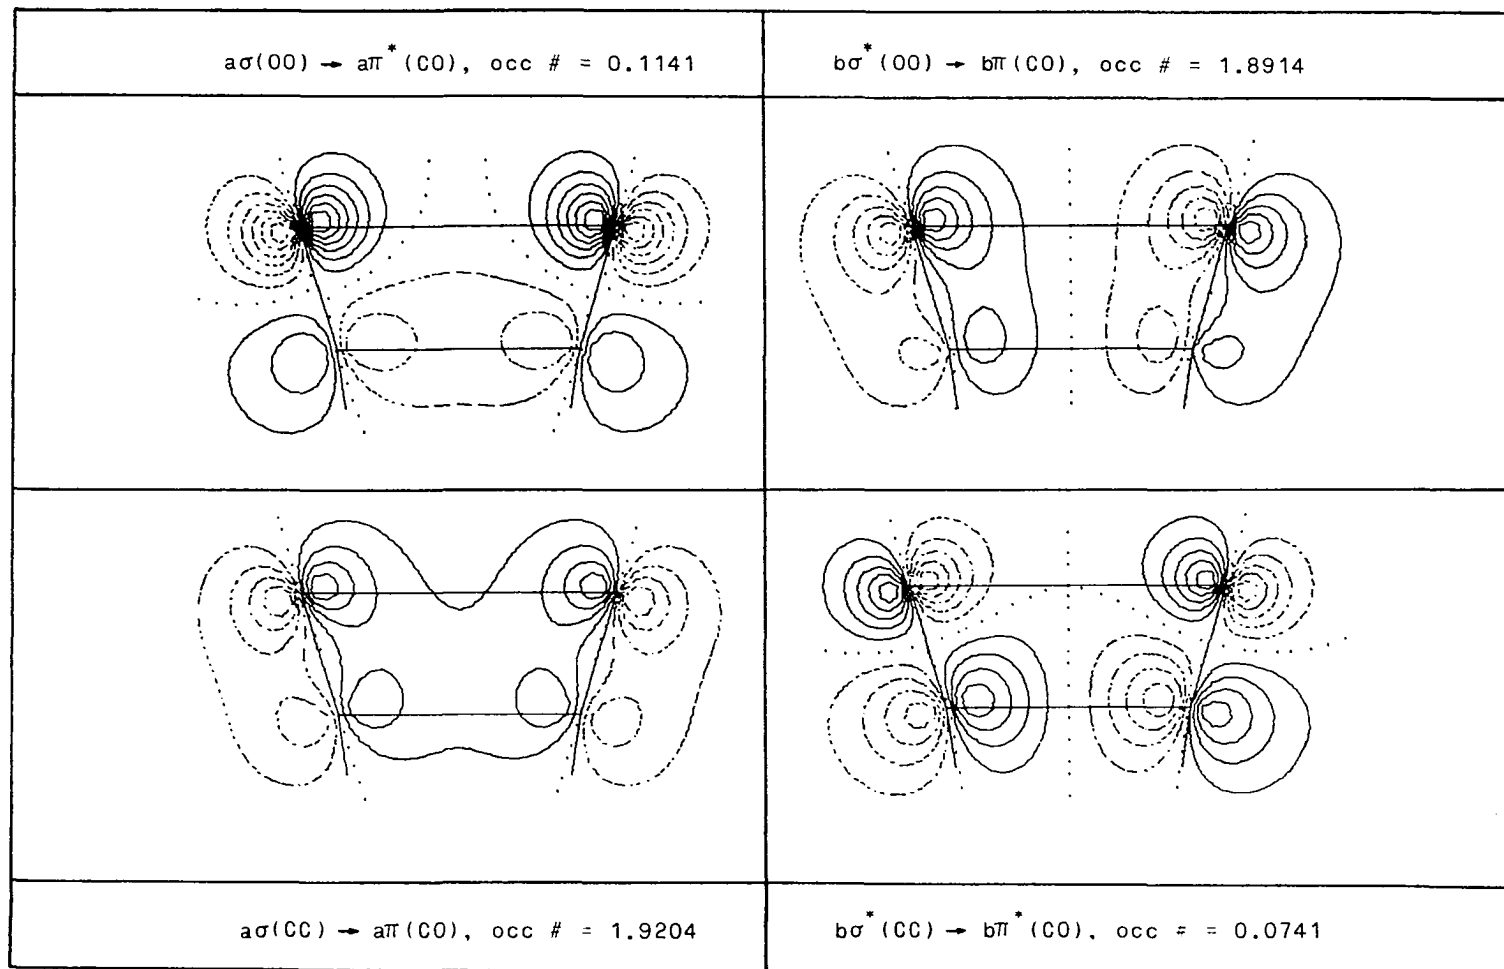 aσ(OO) → aπ*(CO), occ # = 0.1141
bσ*(OO) → bπ(CO), occ # = 1.8914
aσ(CC) → aπ(CO), occ # = 1.9204
bσ*(CC) → bπ*(CO), occ = = 0.0741